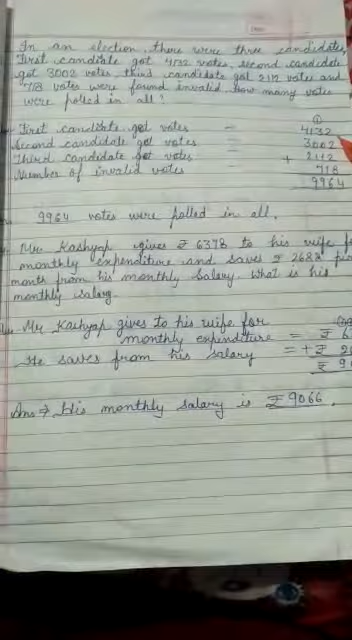 In an election, there were three candidates,
First candidate got 4132 votes, second candidate
got 3002 votes, third candidate got 2112 votes and
718 votes were found invalid. How many votes
were polled in all?
First candidate got votes = 4132
Second candidate got votes = 3002
Third candidate got votes = + 2112
Number of invalid votes 718
9964
9964 votes were polled in all.
Mr. Kashyap gives ₹ 6378 to his wife
monthly expenditure and saves ₹ 2688
month from his monthly salary. What is his
monthly salary.
Mr Kashyap gives to his wife for
monthly expenditure = ₹ 6
He saves from his salary = + ₹ 2
₹ 9
Ans ⇒ His monthly salary is ₹ 9066.